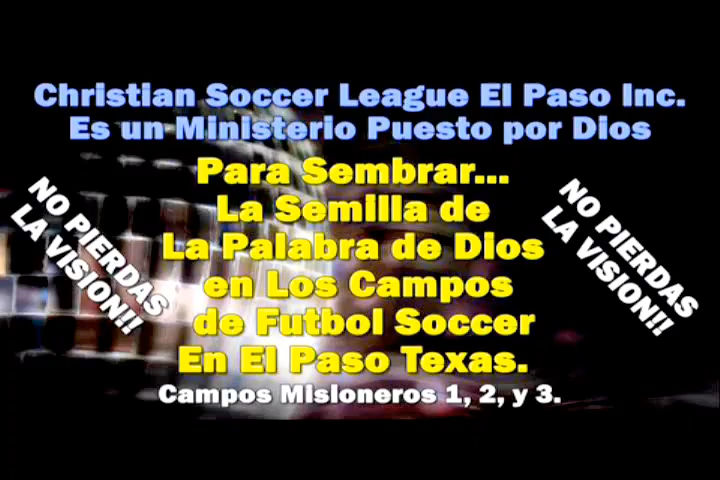 Christian Soccer League El Paso Inc.
Es un Ministerio Puesto por Dios
Para Sembrar...
La Semilla de
La Palabra de Dios
en Los Campos
de Futbol Soccer
En El Paso Texas.
Campos Misioneros 1, 2, y 3.
NO PIERDAS
LA VISION!!
NO PIERDAS
LA VISION!!